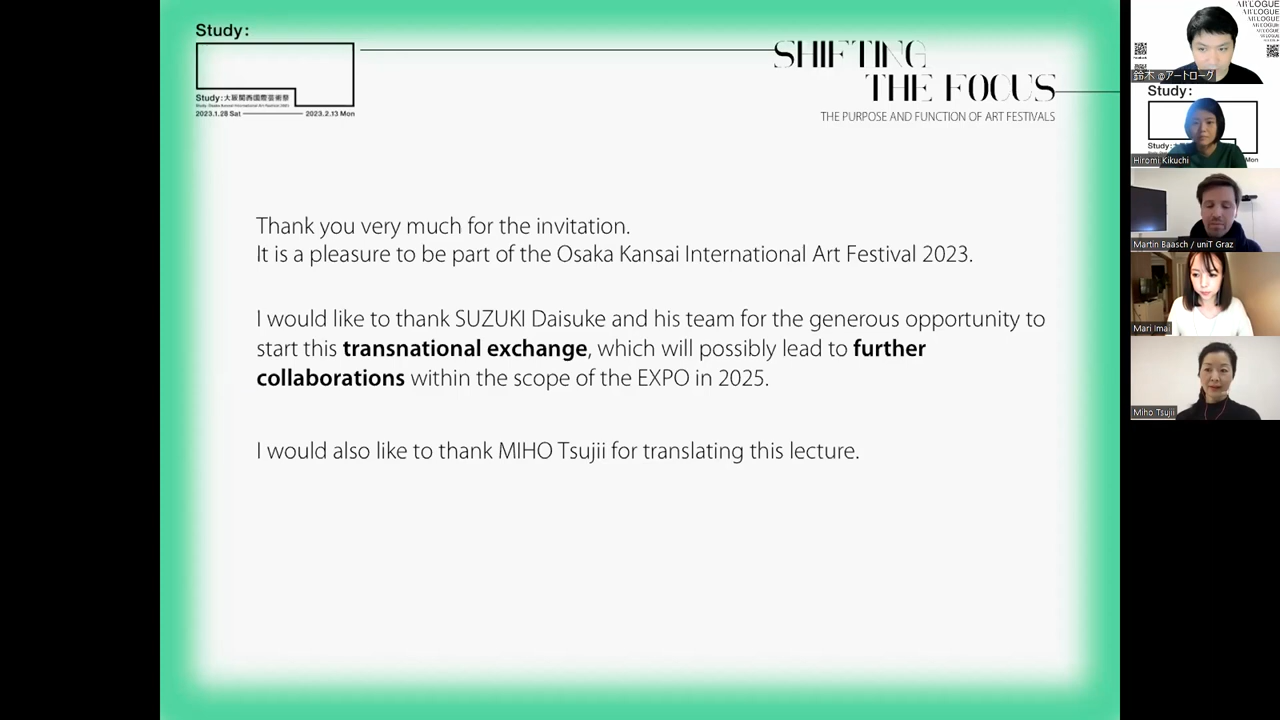 Study:
Study:大阪関西国際芸術祭
2023.1.28 Sat
2023.2.13 Mon
SHIFTING
THE FOCUS
THE PURPOSE AND FUNCTION OF ART FESTIVALS
Thank you very much for the invitation.
It is a pleasure to be part of the Osaka Kansai International Art Festival 2023.
I would like to thank SUZUKI Daisuke and his team for the generous opportunity to
start this transnational exchange, which will possibly lead to further
collaborations within the scope of the EXPO in 2025.
I would also like to thank MIHO Tsujii for translating this lecture.
鈴木 @アートローグ
Study:
Mon
Hiromi Kikuchi
Martin Baasch / uniT Graz
Mari Imai
Miho Tsujii